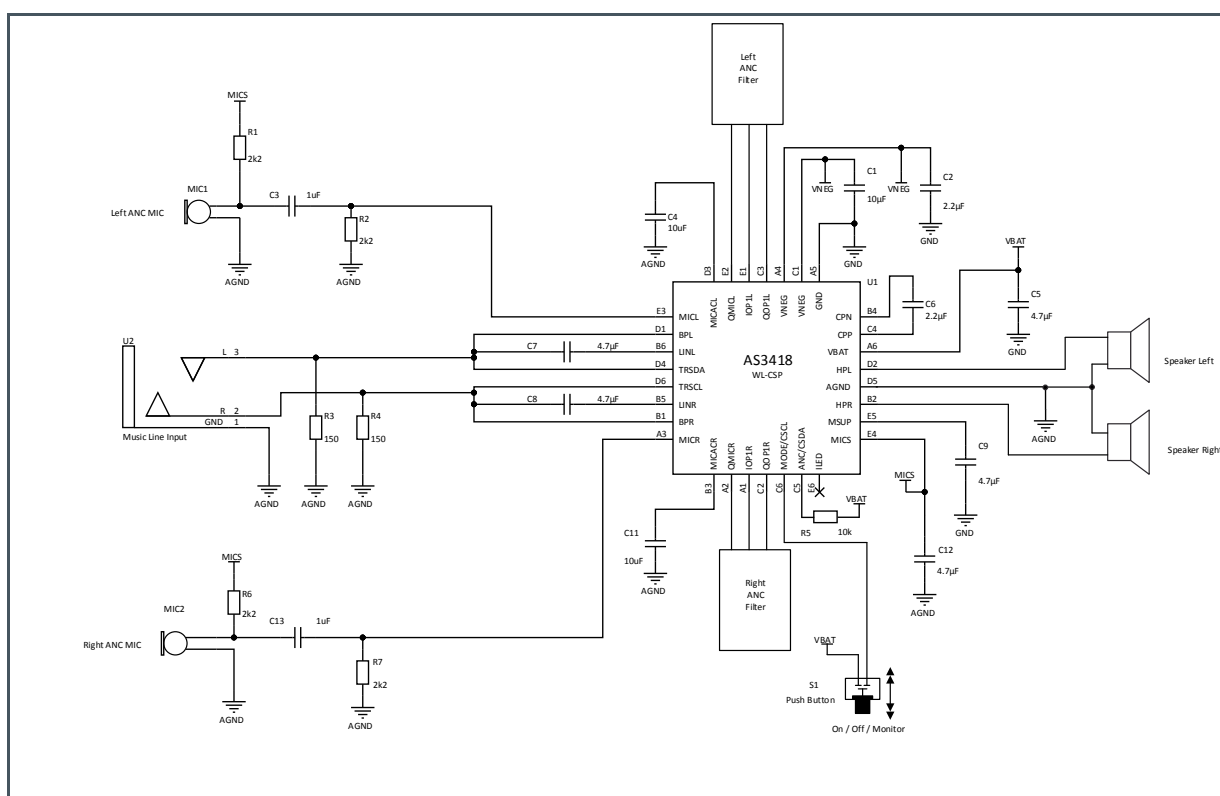 Left
ANC
Filter
MICS
R1
2k2
MIC1
C3 1uF
Left ANC MIC
R2
2k2
AGND
AGND
C4
10uF
AGND
VNEG
C1
10µF
VNEG
C2
2.2µF
GND
GND
VBAT
C5
4.7µF
GND
D3 E2 E1 C3 A4 C1 A5
U1
MICACL QMICL IOP1L QOP1L VNEG VNEG GND
E3 MICL
D1 BPL
B6 LINL
D4 TRSDA
D6 TRSCL
B5 LINR
B1 BPR
A3 MICR
AS3418
WL-CSP
CPN B4
CPP C4
VBAT A6
HPL D2
AGND D5
HPR B2
MSUP E5
MICS E4
C6
2.2µF
Speaker Left
AGND
Speaker Right
U2
L 3
R 2
GND 1
Music Line Input
C7 4.7µF
C8 4.7µF
R3
150
R4
150
AGND
AGND
AGND
MICACR QMICR IOP1R QOP1R MODE/CSCL ANC/CSDA ILED
B3 A2 A1 C2 C6 C5 E6
MICS
C9
4.7µF
GND
VBAT
R5 10k
C11
10uF
AGND
C12
4.7µF
AGND
Right
ANC
Filter
MICS
R6
2k2
MIC2
C13 1uF
Right ANC MIC
R7
2k2
AGND
AGND
VBAT
S1
Push Button
On / Off / Monitor